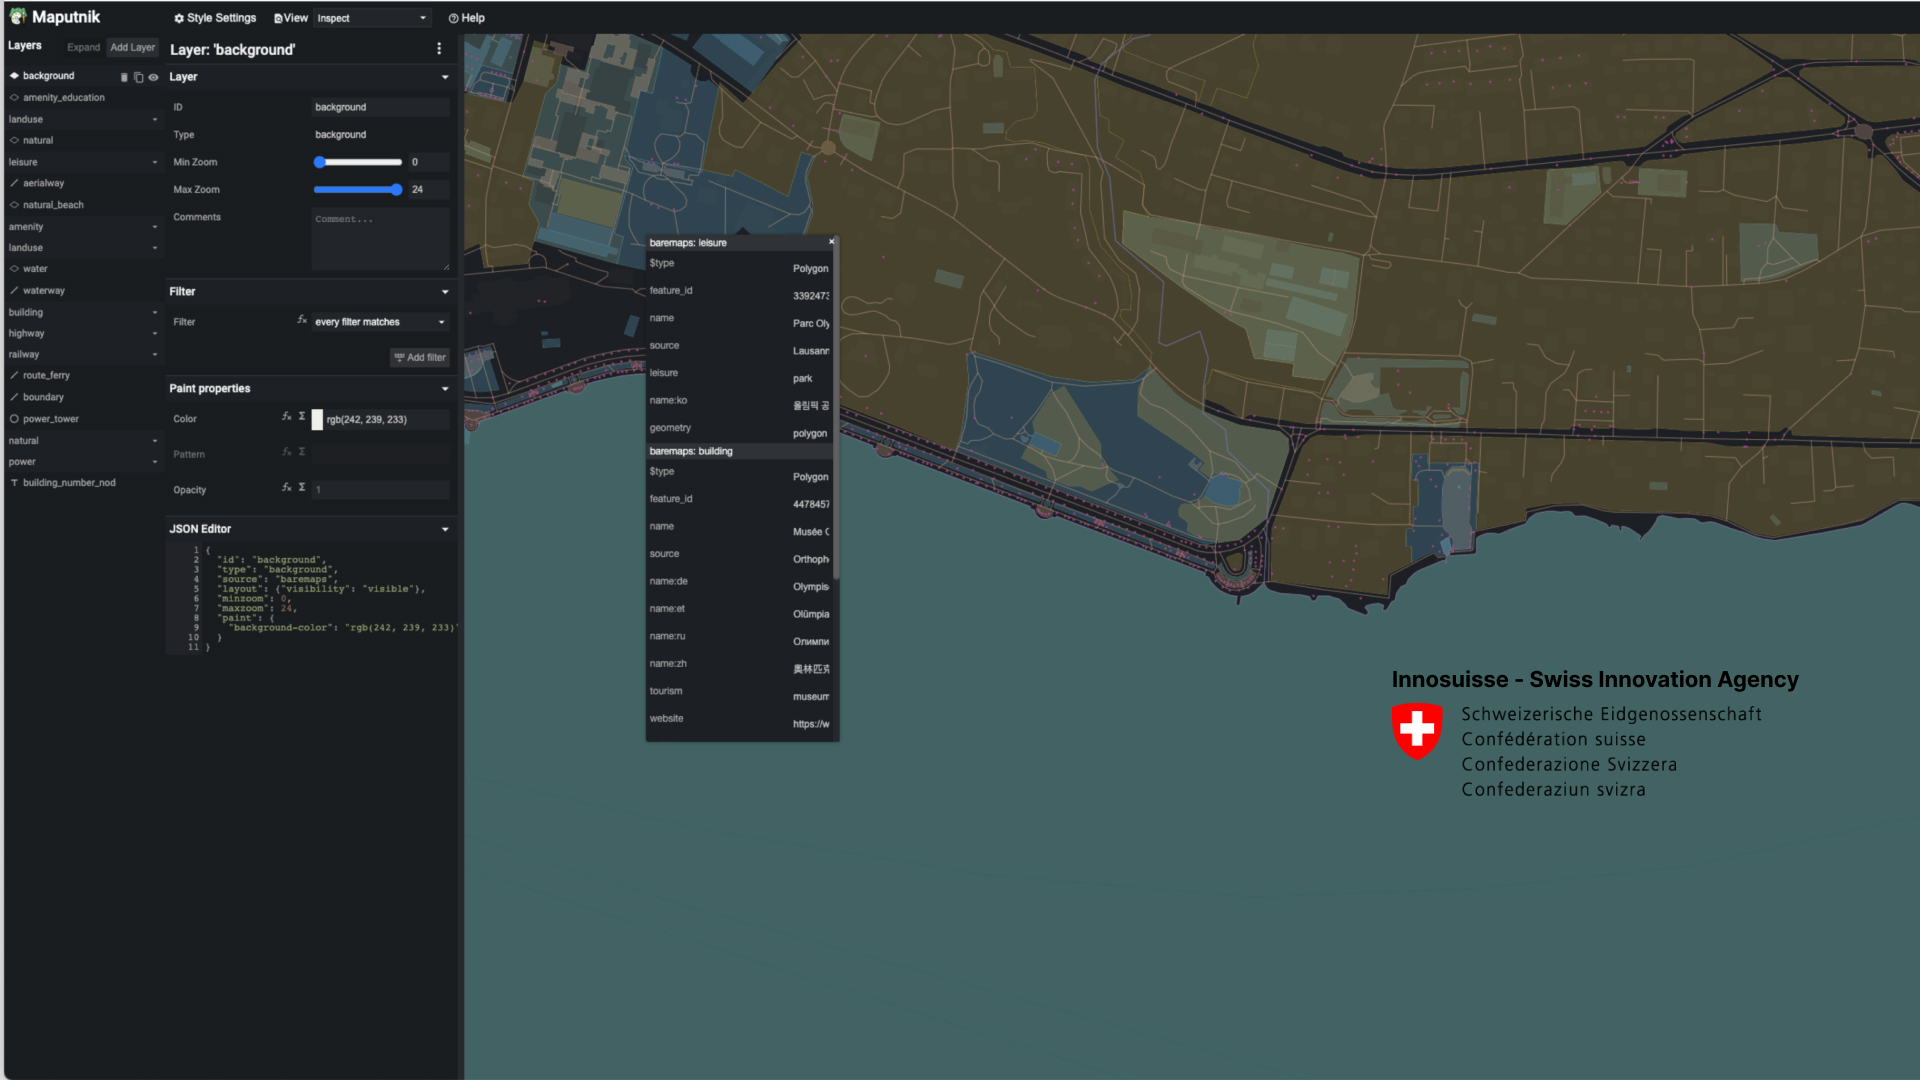 Maputnik
Style Settings
View
Inspect
Help
Layers
Expand
Add Layer
background
amenity_education
landuse
natural
leisure
aerialway
natural_beach
amenity
landuse
water
waterway
building
highway
railway
route_ferry
boundary
power_tower
natural
power
building_number_nod
Layer: 'background'
Layer
ID
background
Type
background
Min Zoom
0
Max Zoom
24
Comments
Comment...
Filter
Filter
every filter matches
Add filter
Paint properties
Color
rgb(242, 239, 233)
Pattern
Opacity
1
JSON Editor
1 {
2 "id": "background",
3 "type": "background",
4 "source": "baremaps",
5 "layout": {"visibility": "visible"},
6 "minzoom": 0,
7 "maxzoom": 24,
8 "paint": {
9 "background-color": "rgb(242, 239, 233)"
10 }
11 }
baremaps: leisure
×
$type
Polygon
feature_id
3392473
name
Parc Oly
source
Lausann
leisure
park
name:ko
올림픽 공
geometry
polygon
baremaps: building
$type
Polygon
feature_id
4478457
name
Musée
source
Orthoph
name:de
Olympis
name:et
Olümpia
name:ru
Олимпи
name:zh
奥林匹克
tourism
museum
website
https://w
Innosuisse - Swiss Innovation Agency
Schweizerische Eidgenossenschaft
Confédération suisse
Confederazione Svizzera
Confederaziun svizra